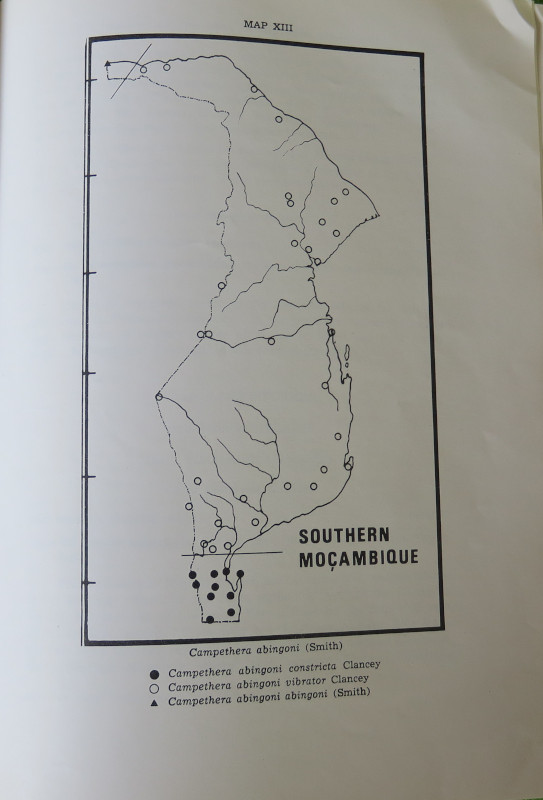 MAP XIII
SOUTHERN
MOÇAMBIQUE
Campethera abingoni (Smith)
● Campethera abingoni constricta Clancey
○ Campethera abingoni vibrator Clancey
▲ Campethera abingoni abingoni (Smith)